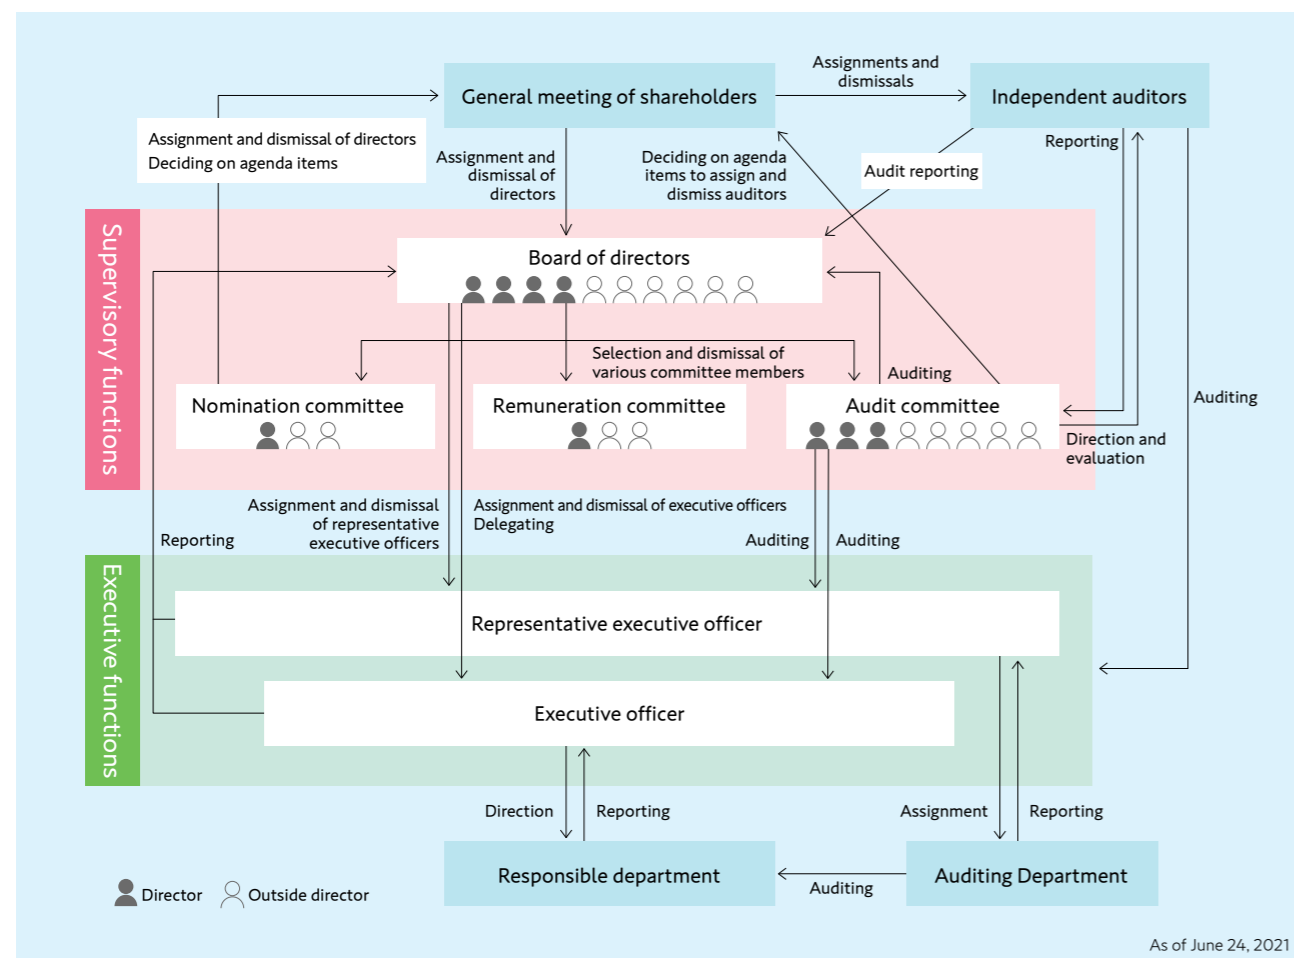 General meeting of shareholders
Assignments and
dismissals
Independent auditors
Assignment and dismissal of directors
Deciding on agenda items
Assignment and
dismissal of
directors
Deciding on agenda
items to assign and
dismiss auditors
Audit reporting
Reporting
Supervisory functions
Board of directors
Selection and dismissal of
various committee members
Auditing
Auditing
Nomination committee
Remuneration committee
Audit committee
Direction and
evaluation
Assignment and dismissal
of representative
executive officers
Assignment and dismissal of executive officers
Delegating
Reporting
Auditing
Auditing
Executive functions
Representative executive officer
Executive officer
Direction
Reporting
Assignment
Reporting
Responsible department
Auditing
Auditing Department
Director
Outside director
As of June 24, 2021